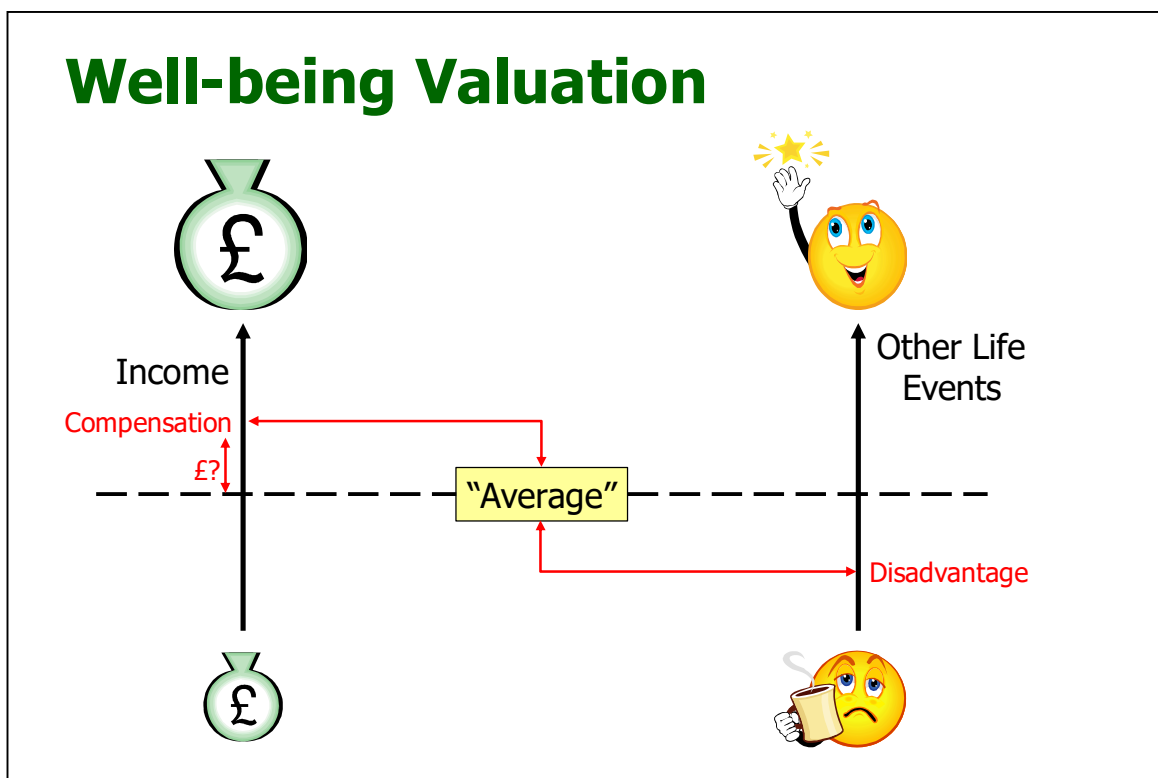 Well-being Valuation
£
Income
Other Life
Events
Compensation
£?
“Average”
Disadvantage
£